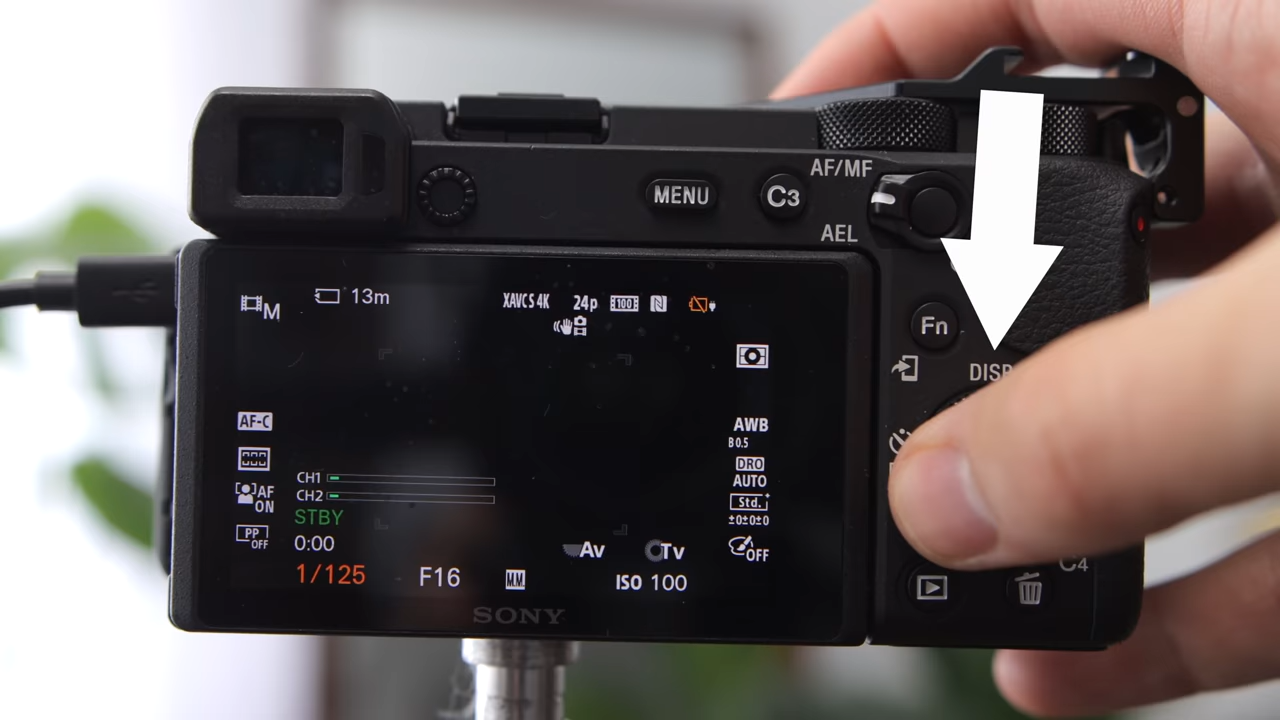 AF/MF
MENU
C3
AEL
M
13m
XAVC S 4K
24p
100
N
Fn
DISP
AF-C
AWB
B 0.5
DRO
AUTO
AF
ON
CH1
CH2
Std.+
±0±0±0
STBY
PP
OFF
0:00
Av
Tv
OFF
1/125
F16
M.M.
ISO 100
SONY
C4